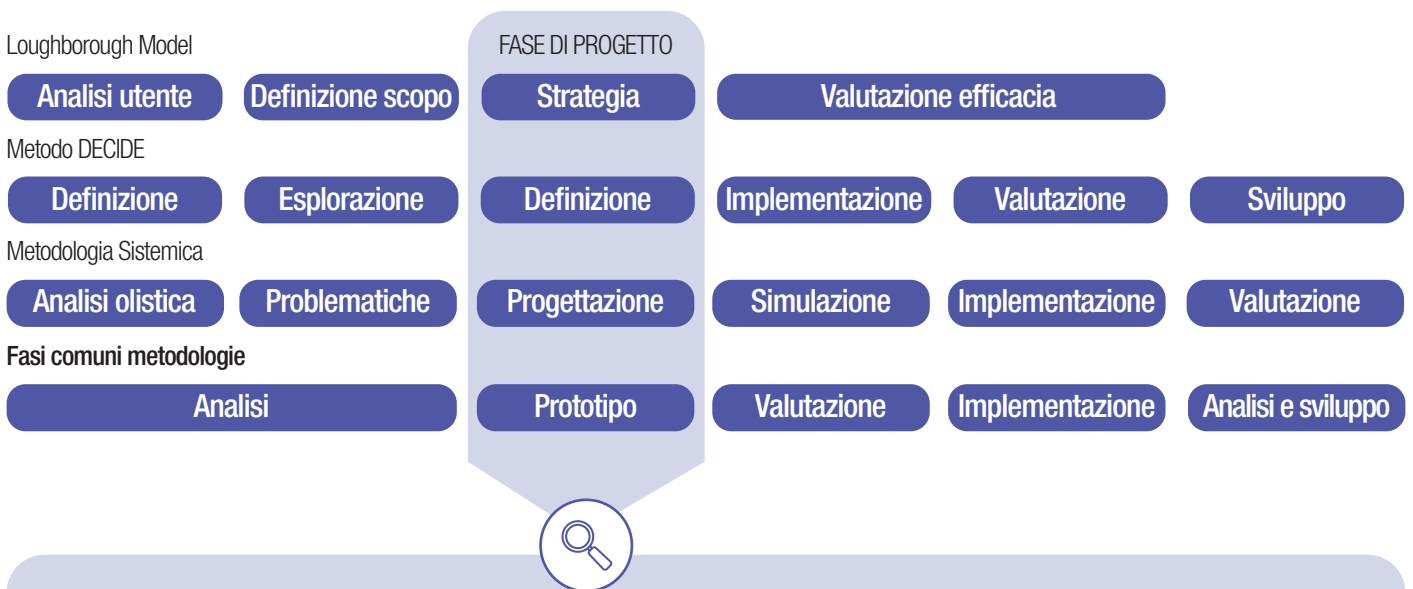 Loughborough Model
FASE DI PROGETTO
Analisi utente Definizione scopo Strategia Valutazione efficacia
Metodo DECIDE
Definizione Esplorazione Definizione Implementazione Valutazione Sviluppo
Metodologia Sistemica
Analisi olistica Problematiche Progettazione Simulazione Implementazione Valutazione
Fasi comuni metodologie
Analisi Prototipo Valutazione Implementazione Analisi e sviluppo